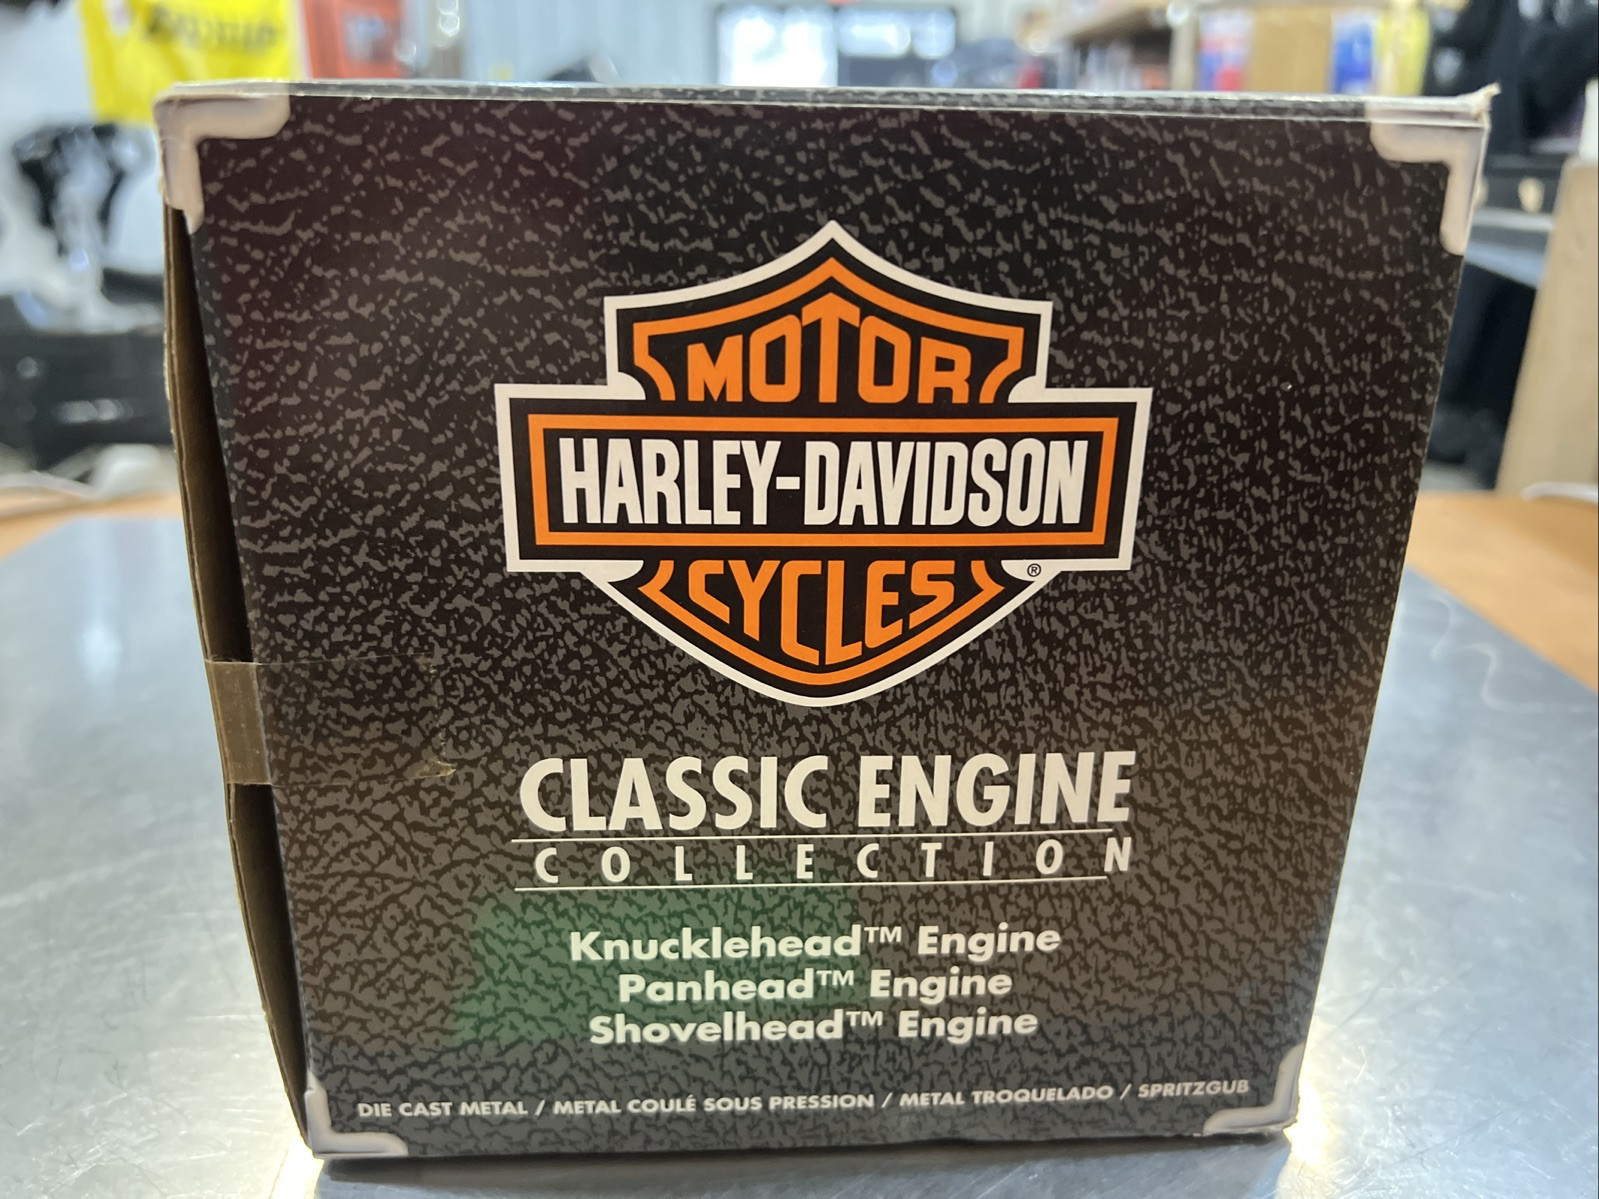 MOTOR
HARLEY-DAVIDSON
CYCLES®
CLASSIC ENGINE
COLLECTION
Knucklehead™ Engine
Panhead™ Engine
Shovelhead™ Engine
DIE CAST METAL / METAL COULÉ SOUS PRESSION / METAL TROQUELADO / SPRITZGUB